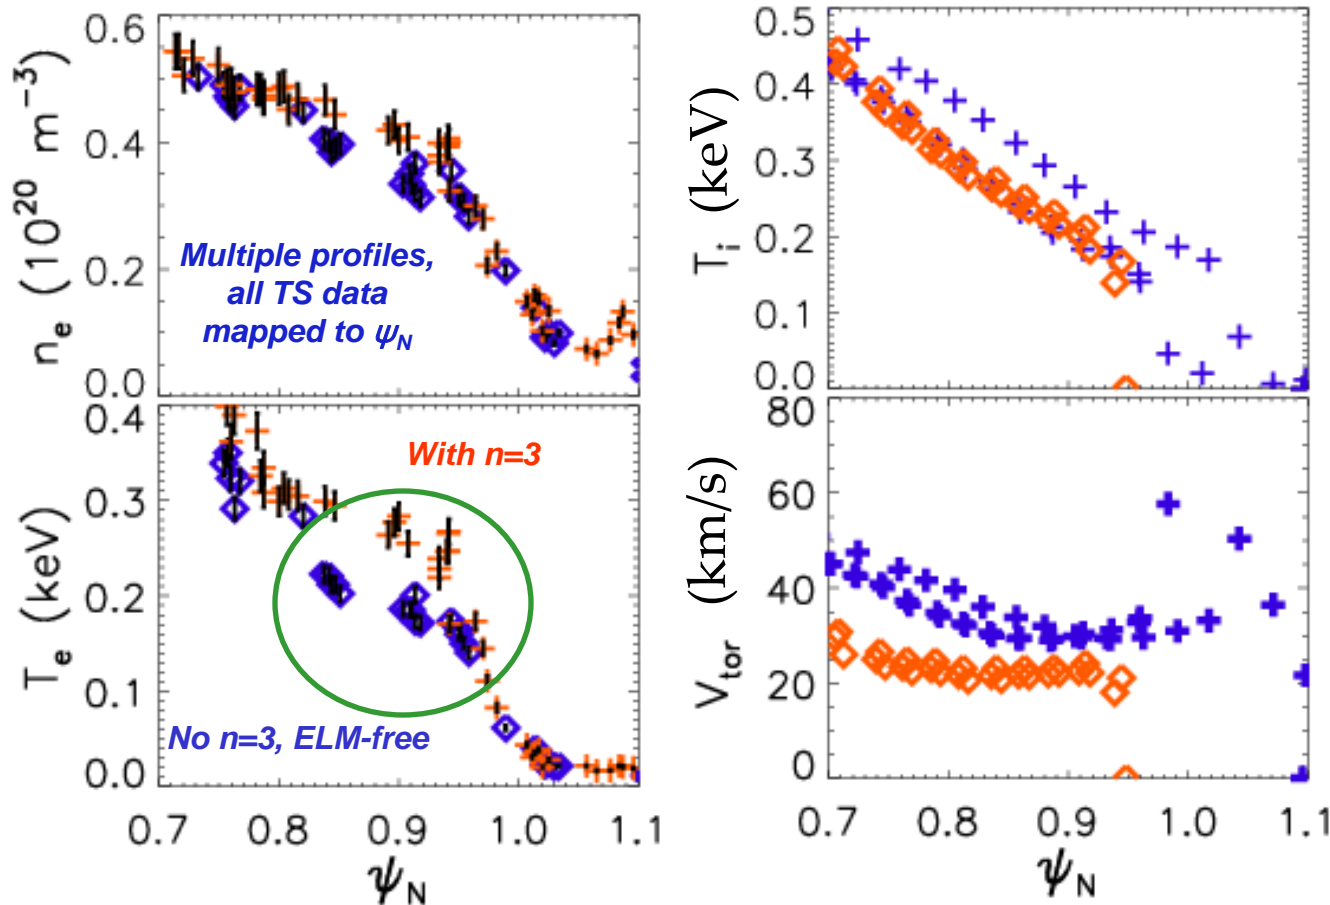 0.6
0.4
0.2
0.0
n_e (10^20 m^−3)
Multiple profiles,
all TS data
mapped to ψ_N
0.4
0.3
0.2
0.1
0.0
T_e (keV)
With n=3
No n=3, ELM-free
0.7 0.8 0.9 1.0 1.1
ψ_N
0.5
0.4
0.3
0.2
0.1
0.0
T_i (keV)
80
60
40
20
0
V_tor (km/s)
0.7 0.8 0.9 1.0 1.1
ψ_N